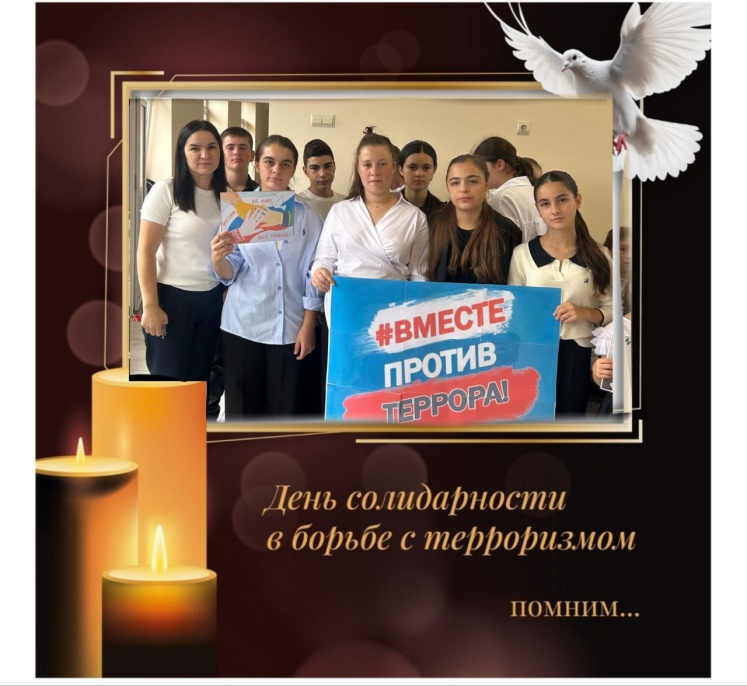 #ВМЕСТЕ
ПРОТИВ
ТЕРРОРА!
День солидарности
в борьбе с терроризмом
помним...